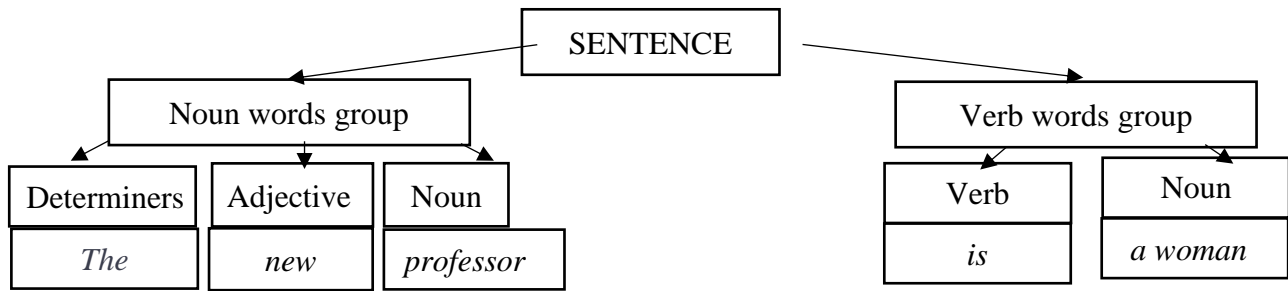 SENTENCE
Noun words group
Verb words group
Determiners
Adjective
Noun
Verb
Noun
The
new
professor
is
a woman